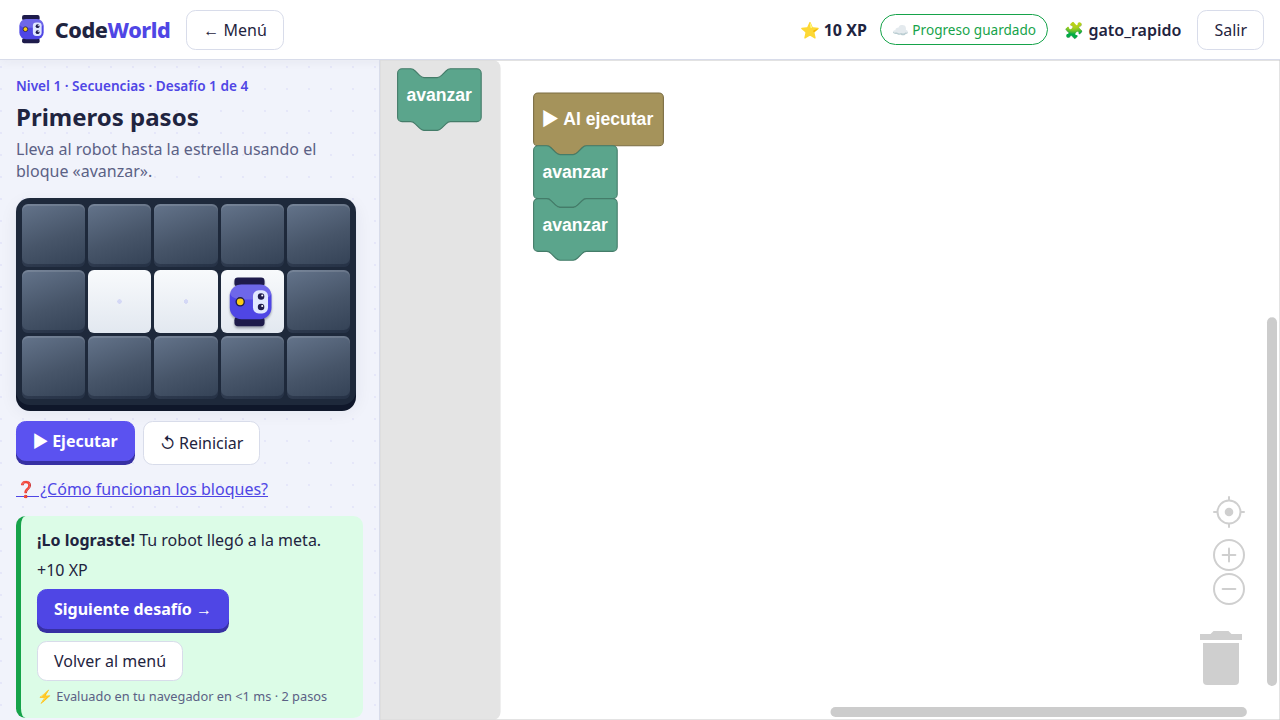 CodeWorld
← Menú
⭐ 10 XP
☁️ Progreso guardado
🧩 gato_rapido
Salir
Nivel 1 · Secuencias · Desafío 1 de 4
Primeros pasos
Lleva al robot hasta la estrella usando el
bloque «avanzar».
▶ Ejecutar
↺ Reiniciar
❓ ¿Cómo funcionan los bloques?
¡Lo lograste! Tu robot llegó a la meta.
+10 XP
Siguiente desafío →
Volver al menú
⚡ Evaluado en tu navegador en <1 ms · 2 pasos
avanzar
▶ Al ejecutar
avanzar
avanzar